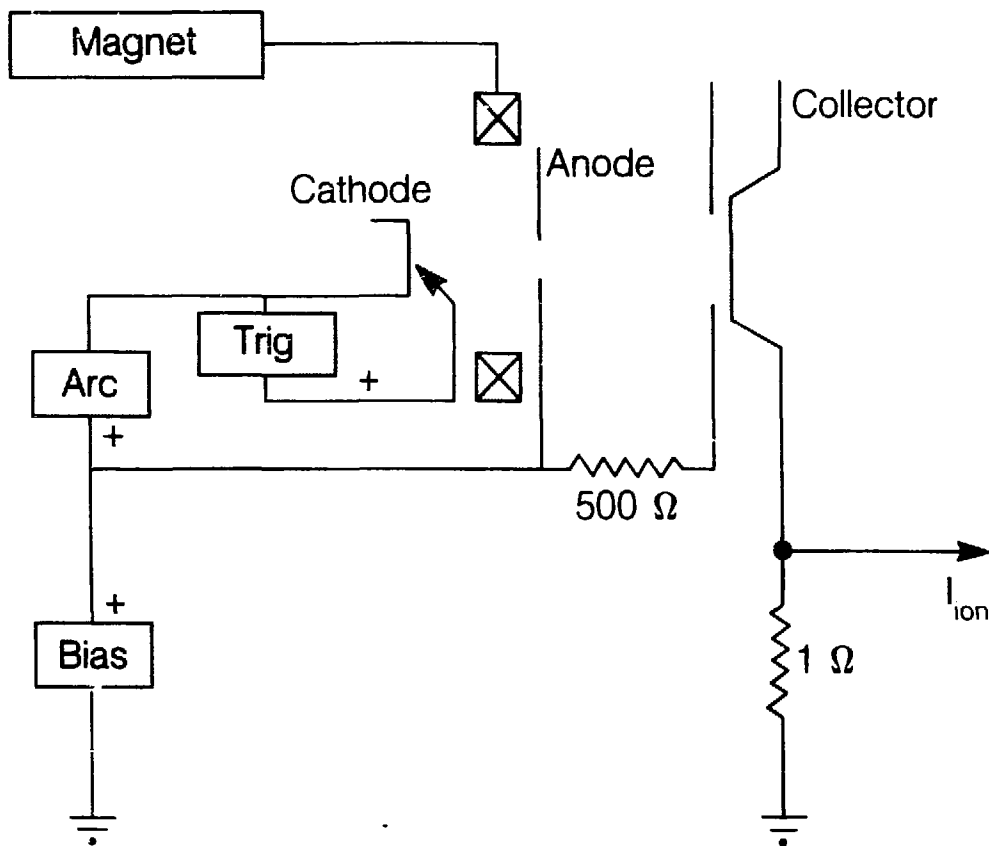 Magnet
Collector
Anode
Cathode
Trig
+
Arc
+
500 Ω
+
I_ion
Bias
1 Ω